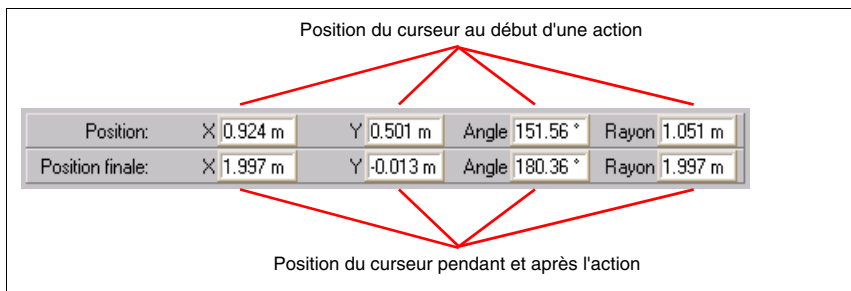 Position du curseur au début d'une action
Position: X 0.924 m Y 0.501 m Angle 151.56 ° Rayon 1.051 m
Position finale: X 1.997 m Y -0.013 m Angle 180.36 ° Rayon 1.997 m
Position du curseur pendant et après l'action